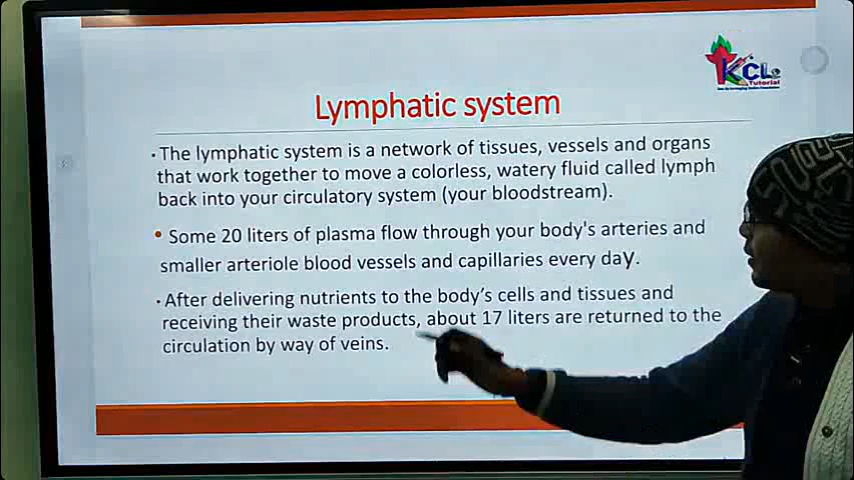 KCL
Tutorial
Lymphatic system
• The lymphatic system is a network of tissues, vessels and organs
that work together to move a colorless, watery fluid called lymph
back into your circulatory system (your bloodstream).
• Some 20 liters of plasma flow through your body's arteries and
smaller arteriole blood vessels and capillaries every day.
• After delivering nutrients to the body's cells and tissues and
receiving their waste products, about 17 liters are returned to the
circulation by way of veins.